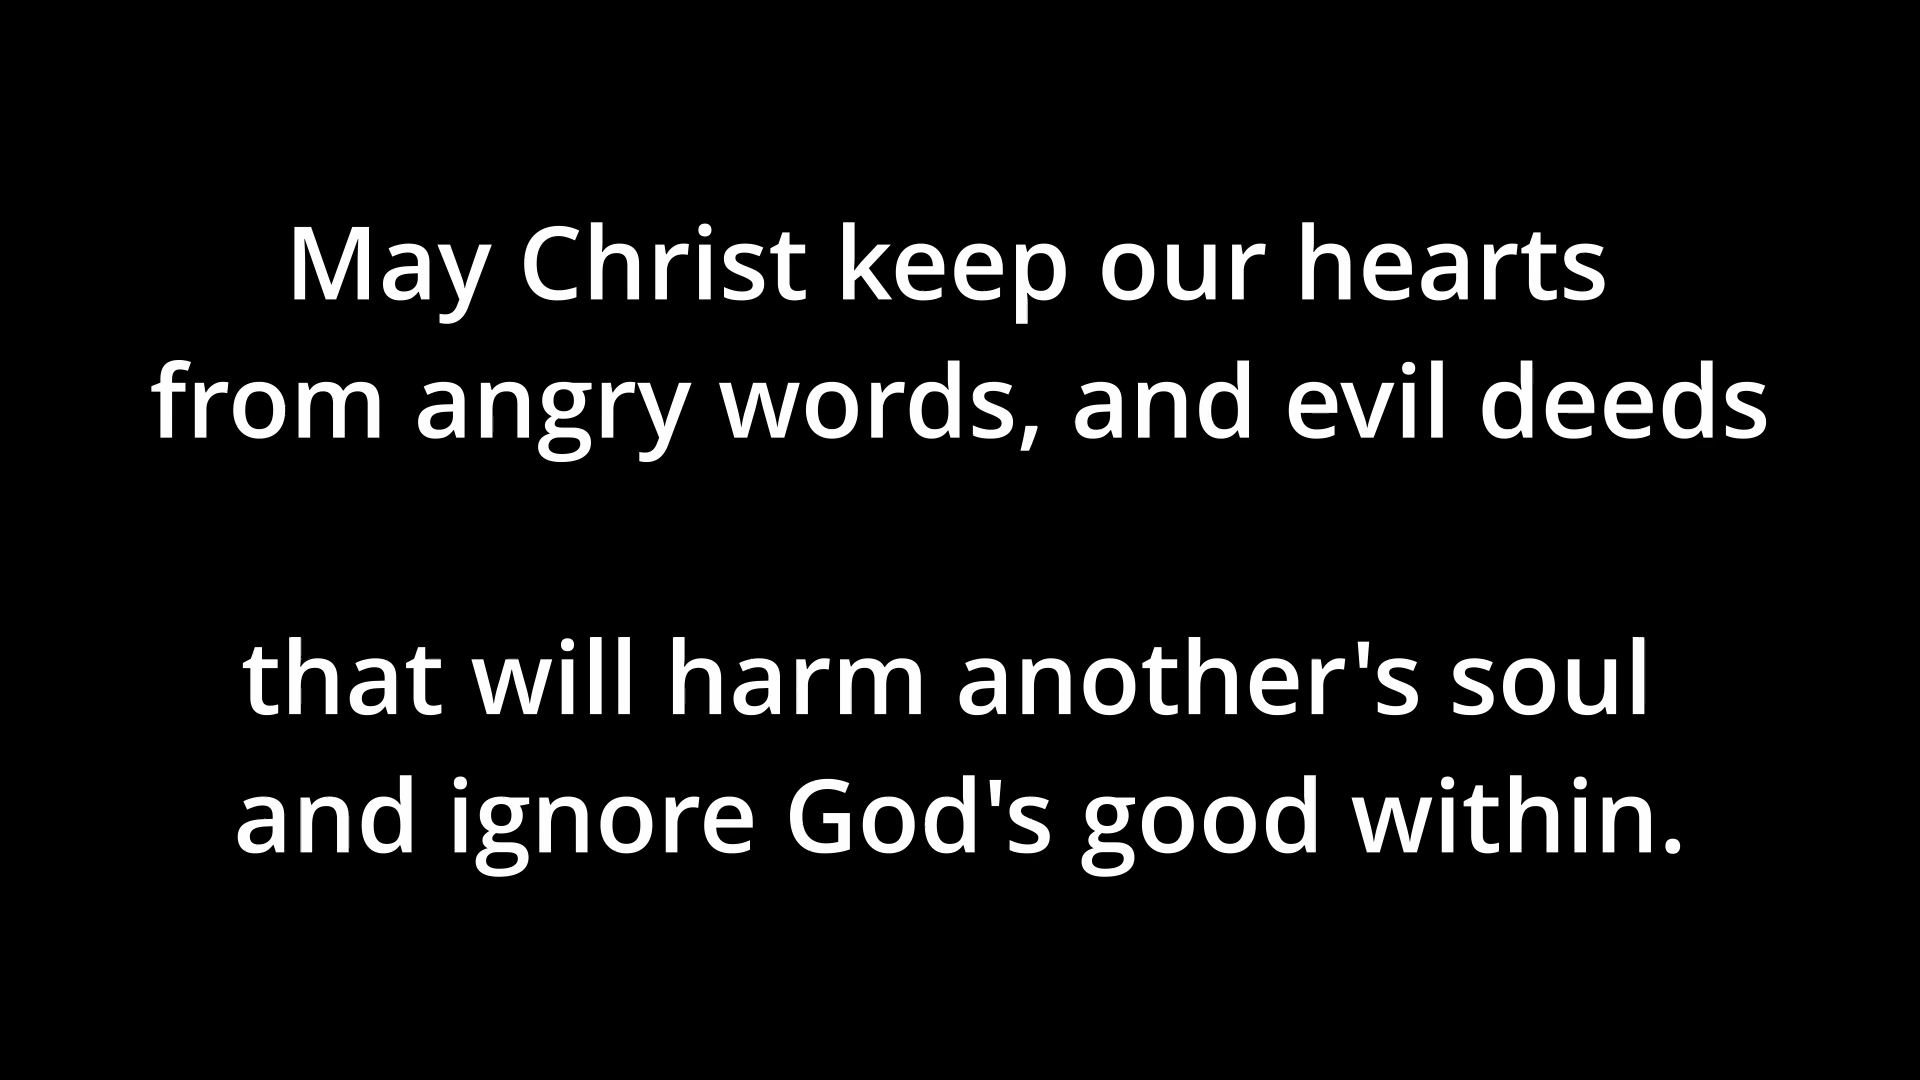 May Christ keep our hearts
from angry words, and evil deeds
that will harm another's soul
and ignore God's good within.